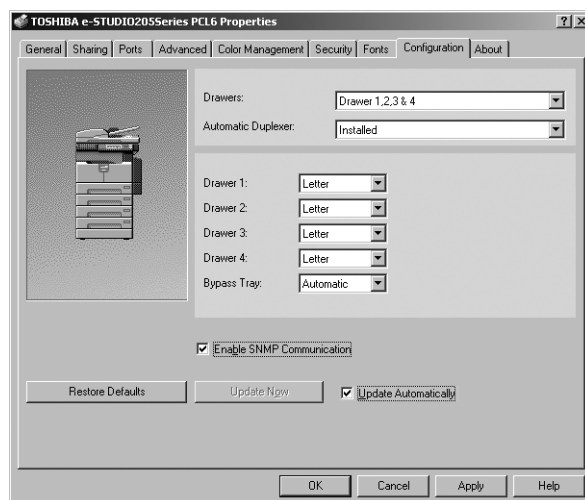 TOSHIBA e-STUDIO205Series PCL6 Properties
General Sharing Ports Advanced Color Management Security Fonts Configuration About
Drawers: Drawer 1,2,3 & 4
Automatic Duplexer: Installed
Drawer 1: Letter
Drawer 2: Letter
Drawer 3: Letter
Drawer 4: Letter
Bypass Tray: Automatic
Enable SNMP Communication
Restore Defaults Update Now Update Automatically
OK Cancel Apply Help